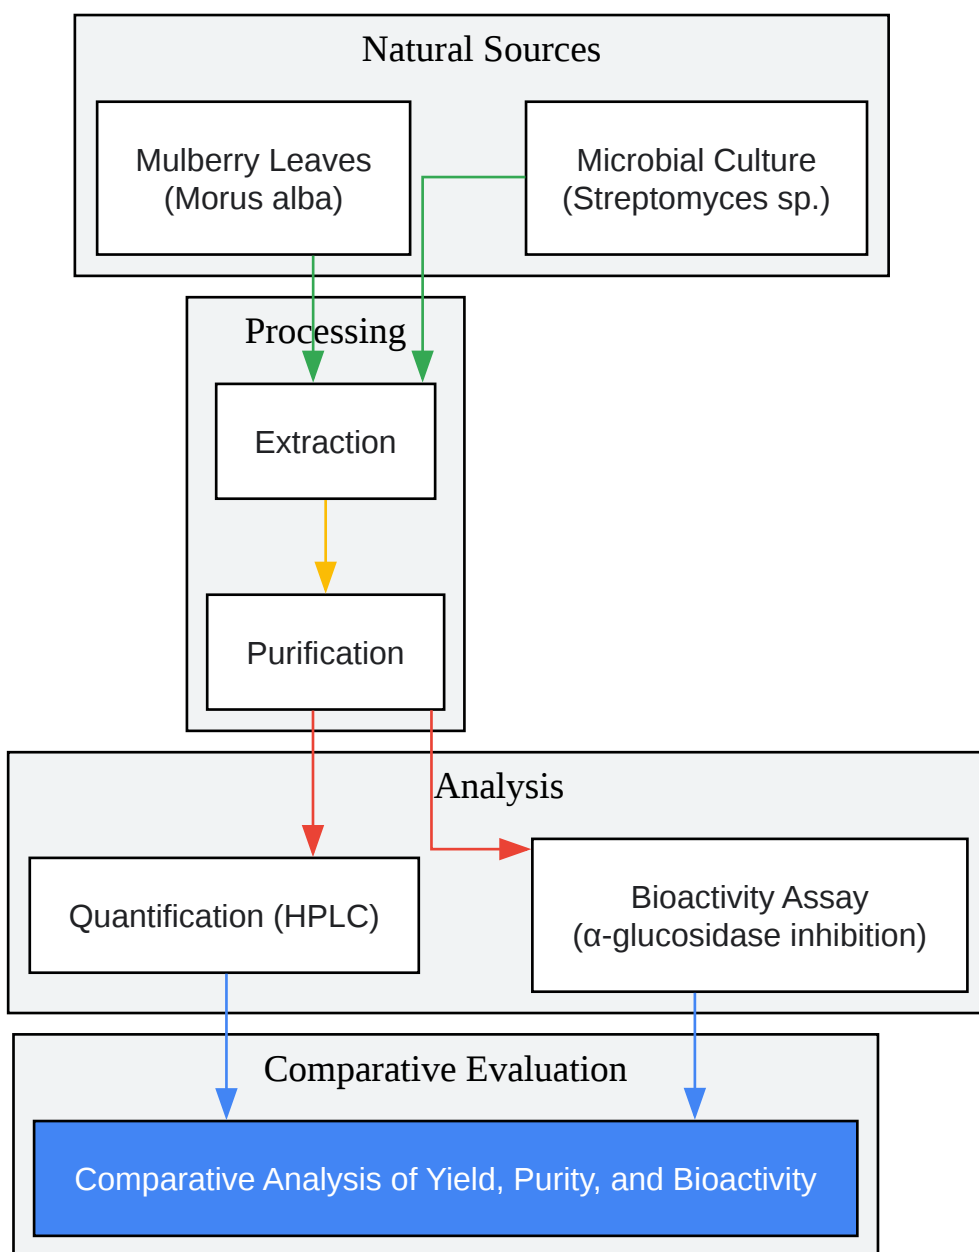 Natural Sources
Mulberry Leaves
(Morus alba)
Microbial Culture
(Streptomyces sp.)
Processing
Extraction
Purification
Analysis
Quantification (HPLC)
Bioactivity Assay
(α-glucosidase inhibition)
Comparative Evaluation
Comparative Analysis of Yield, Purity, and Bioactivity